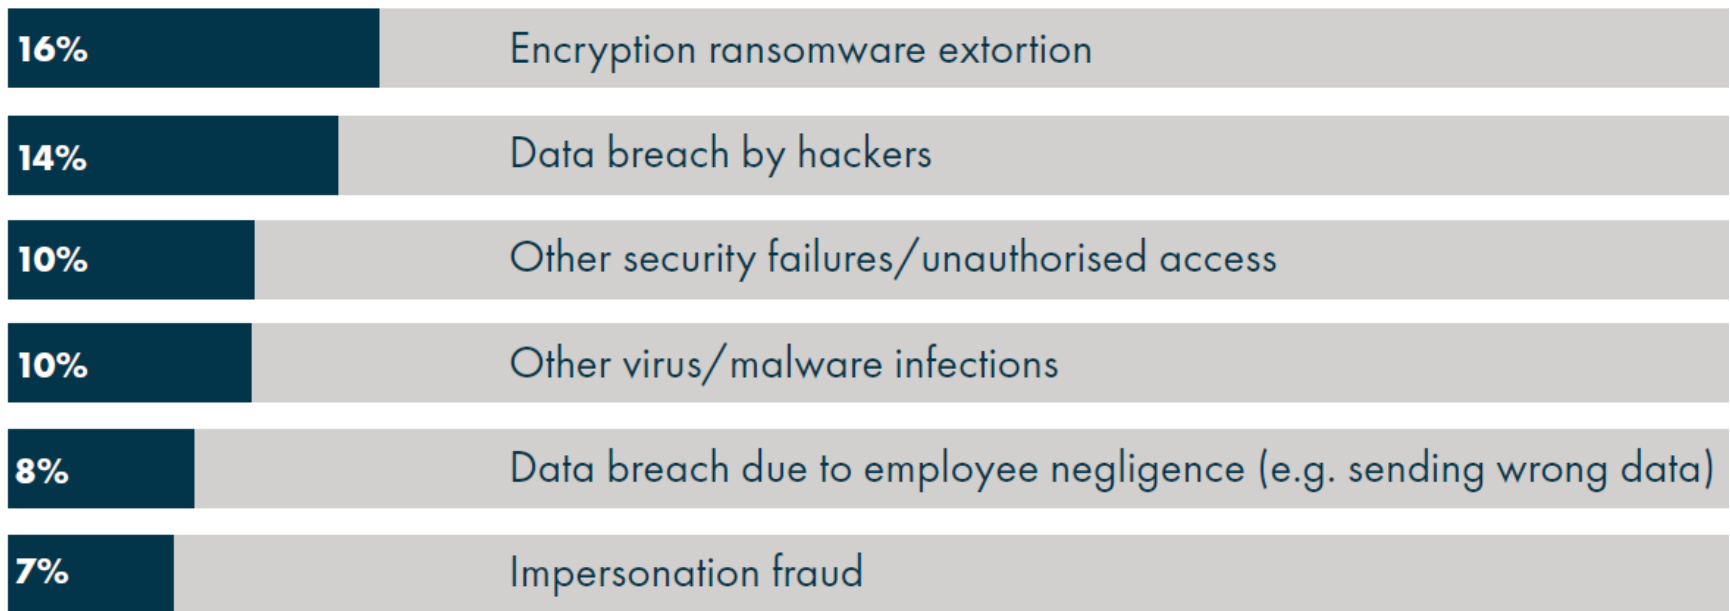 16% Encryption ransomware extortion
14% Data breach by hackers
10% Other security failures/unauthorised access
10% Other virus/malware infections
8% Data breach due to employee negligence (e.g. sending wrong data)
7% Impersonation fraud